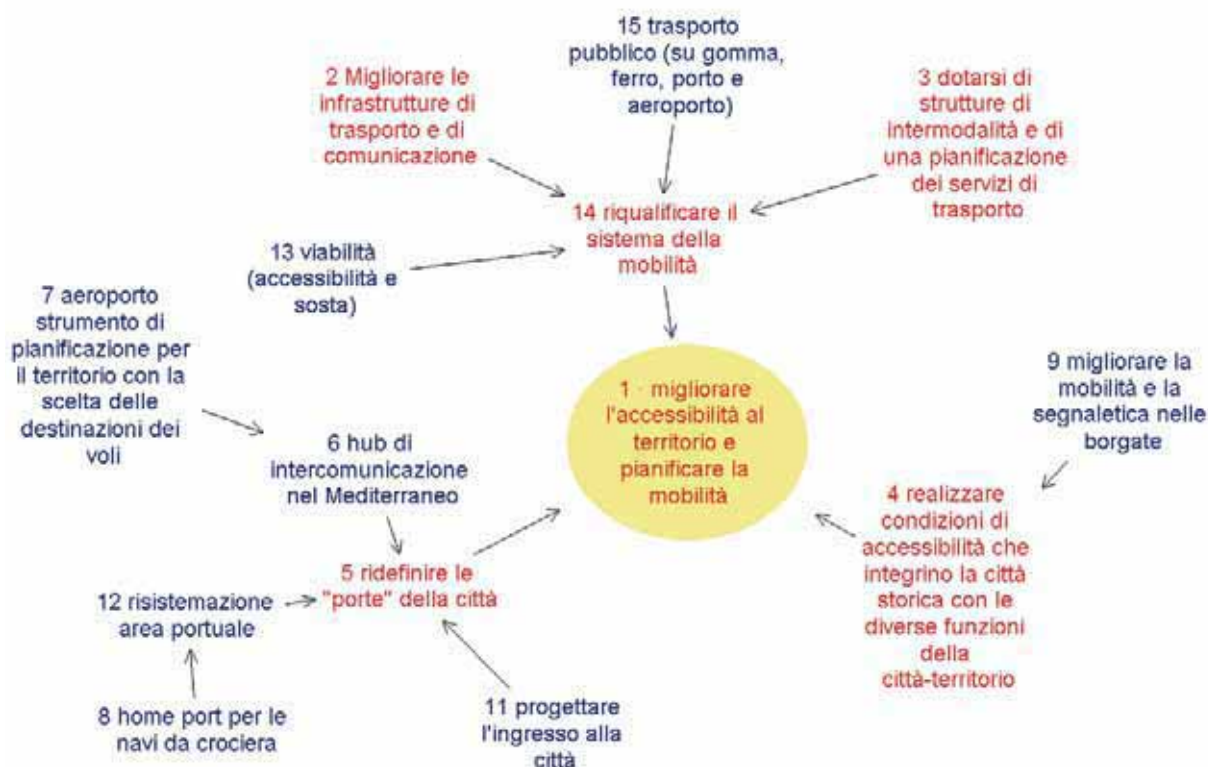 15 trasporto
pubblico (su gomma,
ferro, porto e
aeroporto)
2 Migliorare le
infrastrutture di
trasporto e di
comunicazione
3 dotarsi di
strutture di
intermodalità e di
una pianificazione
dei servizi di
trasporto
14 riqualificare il
sistema della
mobilità
13 viabilità
(accessibilità e
sosta)
7 aeroporto
strumento di
pianificazione per
il territorio con la
scelta delle
destinazioni dei
voli
1 - migliorare
l'accessibilità al
territorio e
pianificare la
mobilità
9 migliorare la
mobilità e la
segnaletica nelle
borgate
6 hub di
intercomunicazione
nel Mediterraneo
4 realizzare
condizioni di
accessibilità che
integrino la città
storica con le
diverse funzioni
della
città-territorio
5 ridefinire le
"porte" della città
12 risistemazione
area portuale
8 home port per le
navi da crociera
11 progettare
l'ingresso alla
città